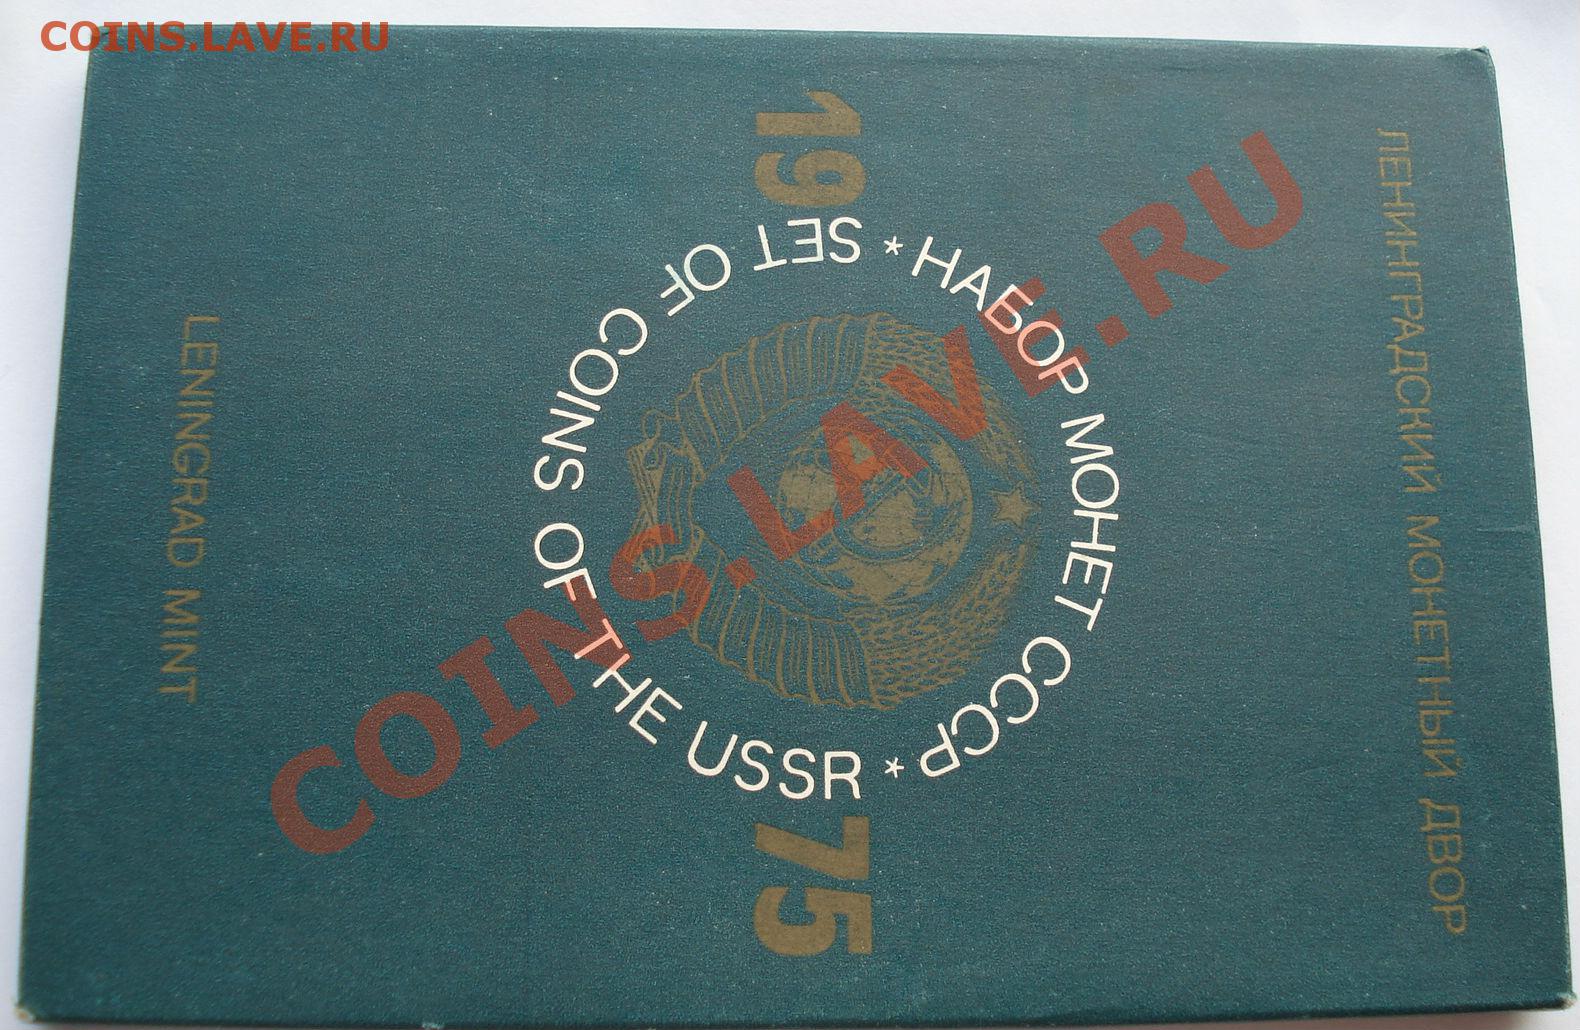 COINS.LAVE.RU
ЛЕНИНГРАДСКИЙ МОНЕТНЫЙ ДВОР
* НАБОР МОНЕТ СССР *
19 75
SET OF COINS OF THE USSR
LENINGRAD MINT
COINS.LAVE.RU